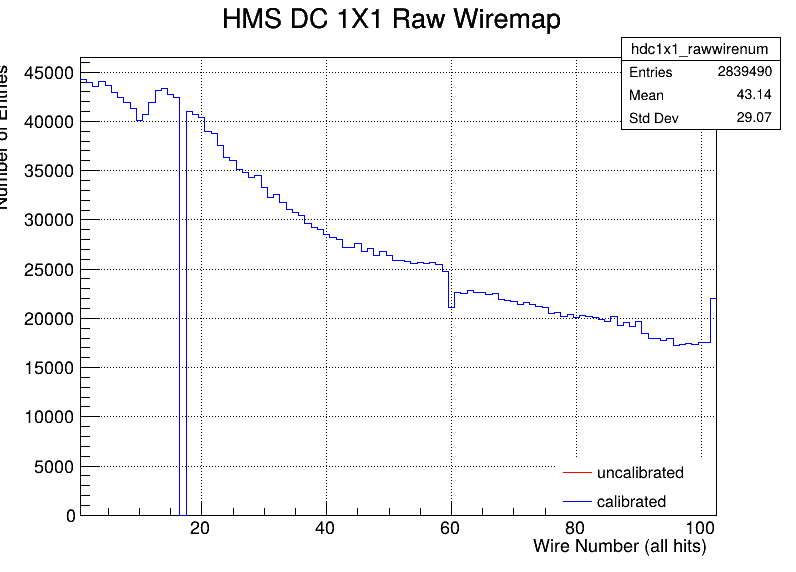 HMS DC 1X1 Raw Wiremap
hdc1x1_rawwirenum
Entries 2839490
Mean 43.14
Std Dev 29.07
Number of Entries
45000
40000
35000
30000
25000
20000
15000
10000
5000
0
uncalibrated
calibrated
20 40 60 80 100
Wire Number (all hits)